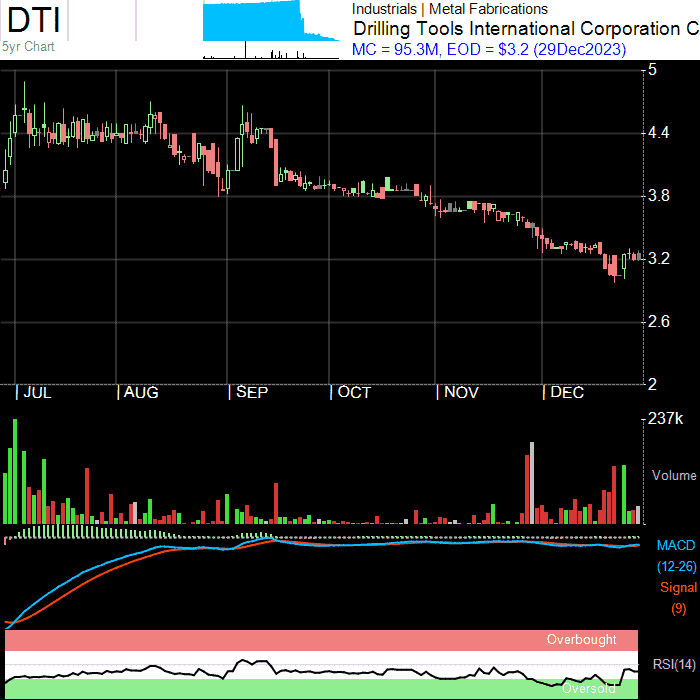 DTI
5yr Chart
Industrials | Metal Fabrications
Drilling Tools International Corporation C
MC = 95.3M, EOD = $3.2 (29Dec2023)
5
4.4
3.8
3.2
2.6
2
JUL AUG SEP OCT NOV DEC
237k
Volume
MACD
(12-26)
Signal
(9)
Overbought
RSI(14)
Oversold